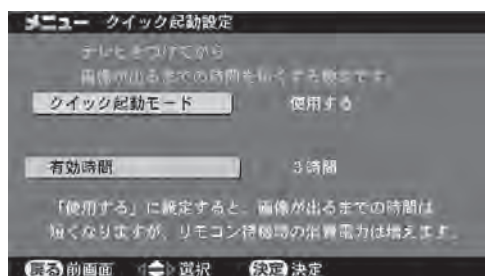 メニュー クイック起動設定
テレビをつけてから
画像が出るまでの時間を短くする設定です。
クイック起動モード 使用する
有効時間 3時間
「使用する」に設定すると、画像が出るまでの時間は
短くなりますが、リモコン待機時の消費電力は増えます。
戻る 前画面 選択 決定 決定